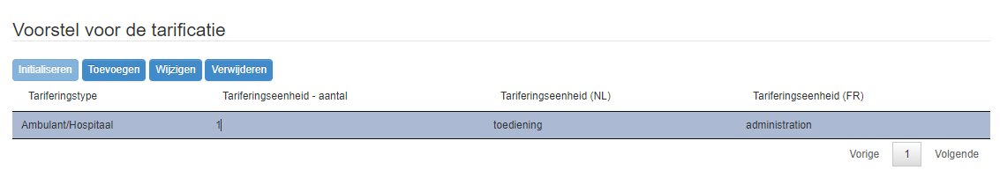 Voorstel voor de tarificatie
Initialiseren Toevoegen Wijzigen Verwijderen
Tariferingstype Tariferingseenheid - aantal Tariferingseenheid (NL) Tariferingseenheid (FR)
Ambulant/Hospitaal 1 toediening administration
Vorige 1 Volgende